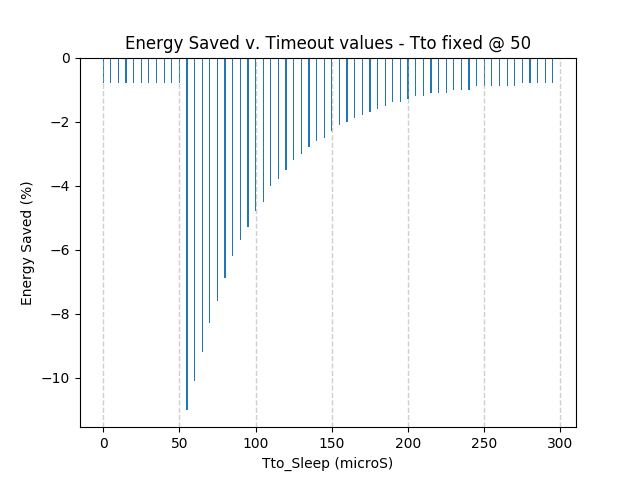 Energy Saved v. Timeout values - Tto fixed @ 50
0
−2
−4
−6
−8
−10
Energy Saved (%)
0 50 100 150 200 250 300
Tto_Sleep (microS)